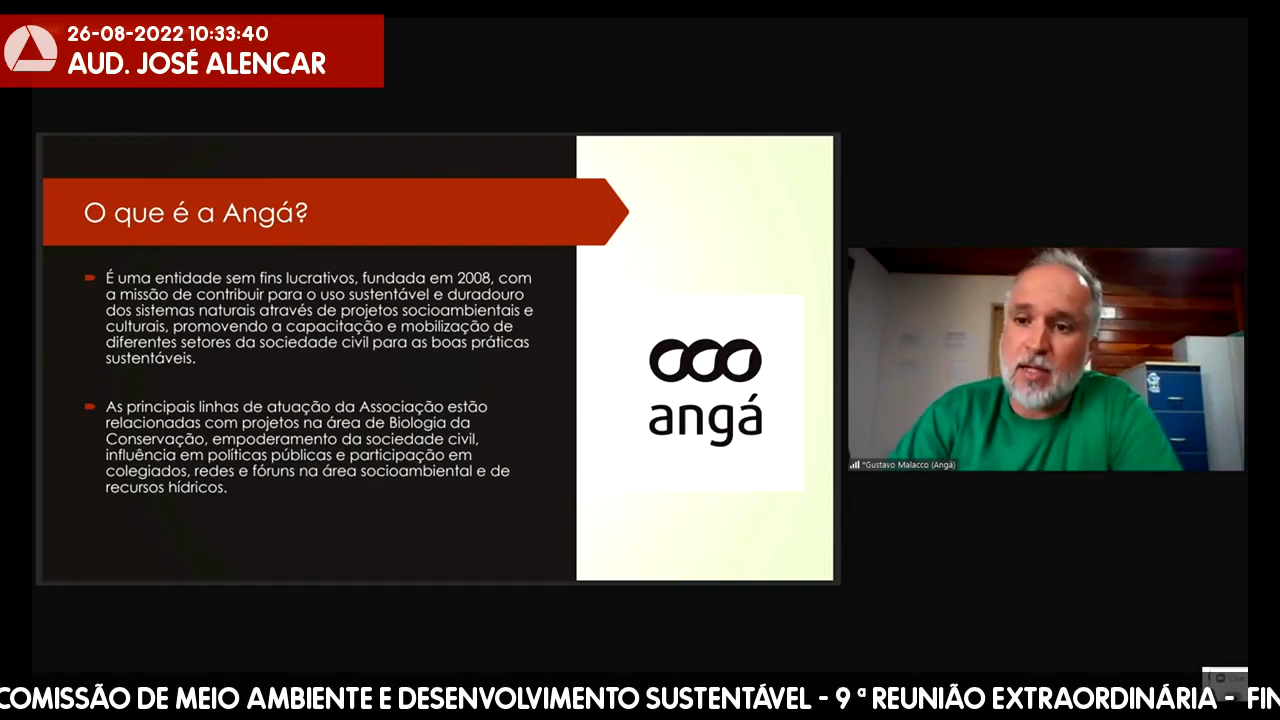 26-08-2022 10:33:40
AUD. JOSÉ ALENCAR
O que é a Angá?
É uma entidade sem fins lucrativos, fundada em 2008, com
a missão de contribuir para o uso sustentável e duradouro
dos sistemas naturais através de projetos socioambientais e
culturais, promovendo a capacitação e mobilização de
diferentes setores da sociedade civil para as boas práticas
sustentáveis.
As principais linhas de atuação da Associação estão
relacionadas com projetos na área de Biologia da
Conservação, empoderamento da sociedade civil,
influência em políticas públicas e participação em
colegiados, redes e fóruns na área socioambiental e de
recursos hídricos.
angá
*Gustavo Malacco (Angá)
COMISSÃO DE MEIO AMBIENTE E DESENVOLVIMENTO SUSTENTÁVEL - 9 ª REUNIÃO EXTRAORDINÁRIA - FIN